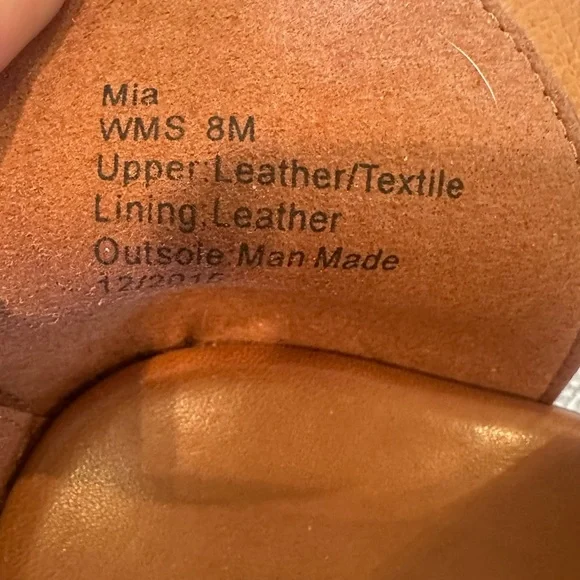 Mia
WMS 8M
Upper:Leather/Textile
Lining:Leather
Outsole:Man Made